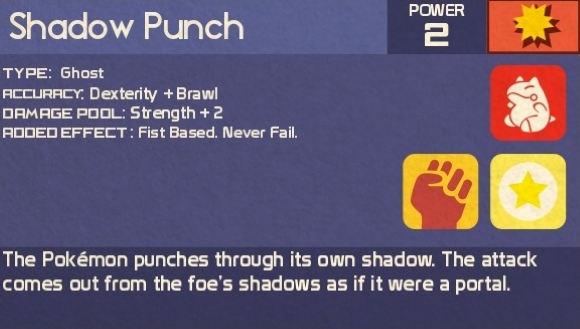 Shadow Punch
POWER
2
TYPE: Ghost
ACCURACY: Dexterity + Brawl
DAMAGE POOL: Strength + 2
ADDED EFFECT : Fist Based. Never Fail.
The Pokémon punches through its own shadow. The attack
comes out from the foe's shadows as if it were a portal.